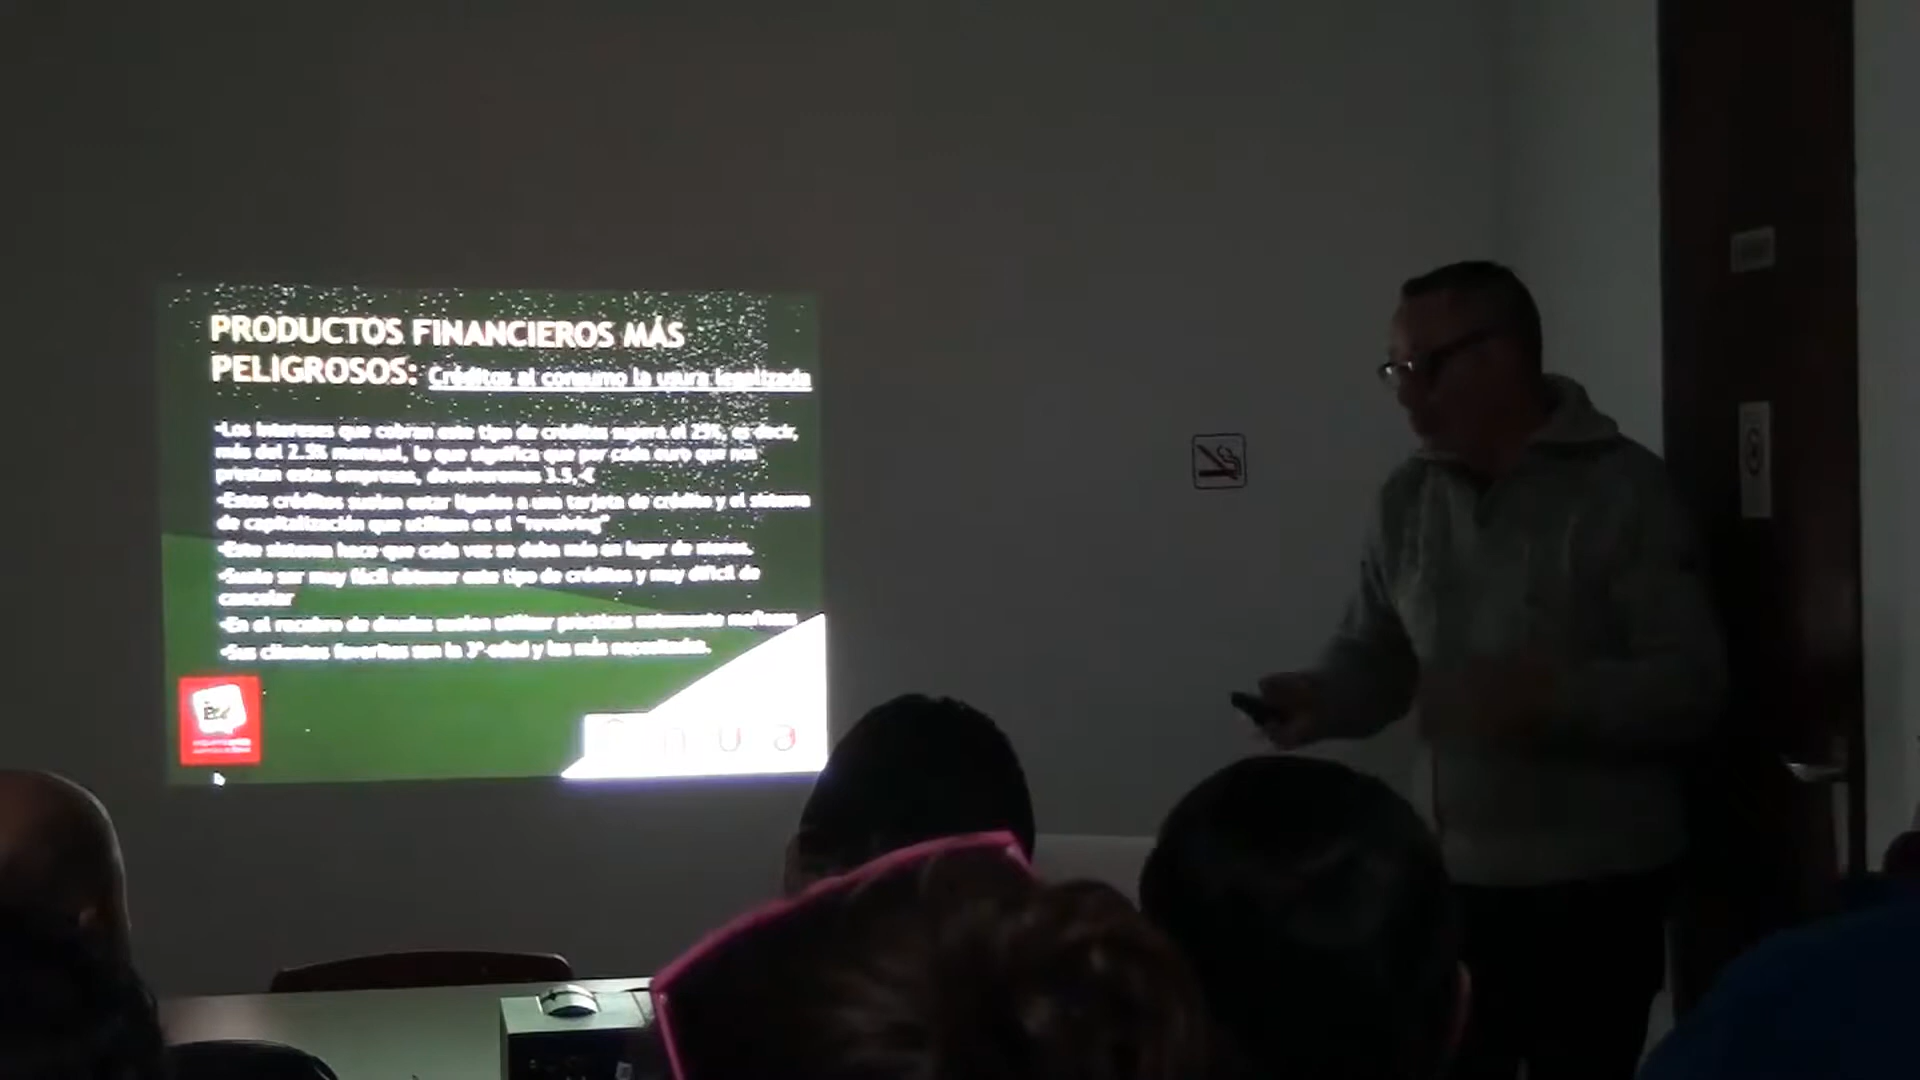 PRODUCTOS FINANCIEROS MÁS
PELIGROSOS: Créditos al consumo la usura legalizada
•Los intereses que cobran este tipo de créditos supera el 25%, es decir,
más del 2.5% mensual, lo que significa que por cada euro que nos
prestan estas empresas, devolveremos 3.5,-€
•Estos créditos suelen estar ligados a una tarjeta de crédito y el sistema
de capitalización que utilizan es el "revolving"
•Este sistema hace que cada vez se deba más en lugar de menos.
•Suele ser muy fácil obtener este tipo de créditos y muy difícil de
cancelar
•En el recobro de deudas suelen utilizar prácticas
•Sus clientes favoritos son la 3ª edad y los más necesitados.
n u a